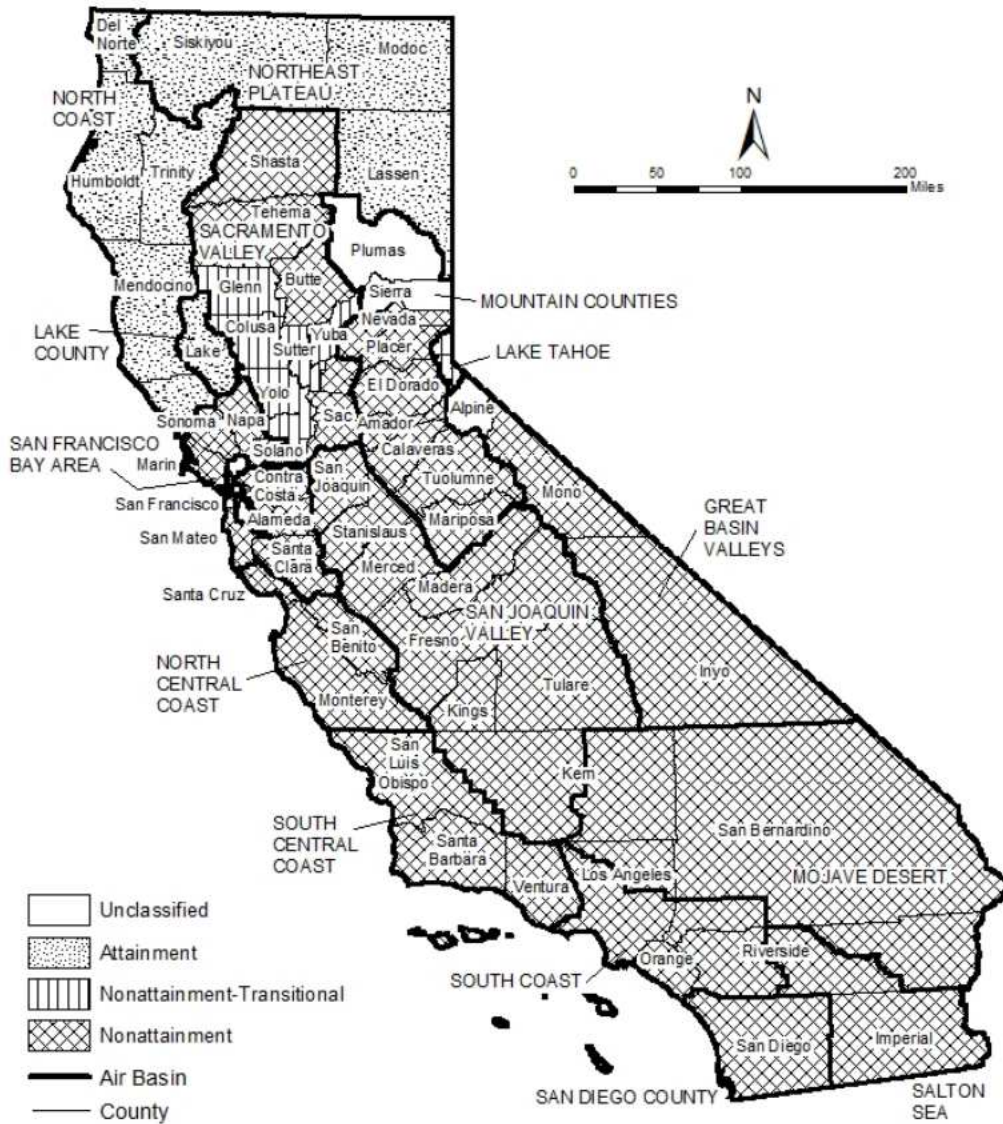 Del
Norte
Siskiyou
Modoc
NORTHEAST
PLATEAU
NORTH
COAST
N
0 50 100 200
Miles
Shasta
Trinity
Humboldt
Lassen
Tehema
SACRAMENTO
VALLEY
Plumas
Butte
Mendocino
Glenn
Sierra
MOUNTAIN COUNTIES
Nevada
Colusa
Yuba
LAKE
COUNTY
Lake
Sutter
Placer
LAKE TAHOE
Yolo
El Dorado
Alpine
Sonoma
Napa
Sac
Amador
SAN FRANCISCO
BAY AREA
Solano
Calaveras
Marin
San
Joaquin
Contra
Costa
Tuolumne
Mono
San Francisco
Alameda
Stanislaus
Mariposa
GREAT
BASIN
VALLEYS
San Mateo
Santa
Clara
Merced
Madera
Santa Cruz
SAN JOAQUIN
VALLEY
San
Benito
Fresno
NORTH
CENTRAL
COAST
Inyo
Tulare
Monterey
Kings
San
Luis
Obispo
Kern
SOUTH
CENTRAL
COAST
San Bernardino
Santa
Barbara
Los Angeles
Ventura
MOJAVE DESERT
Unclassified
Attainment
Nonattainment-Transitional
Nonattainment
Air Basin
County
Riverside
Orange
SOUTH COAST
San Diego
Imperial
SAN DIEGO COUNTY
SALTON
SEA